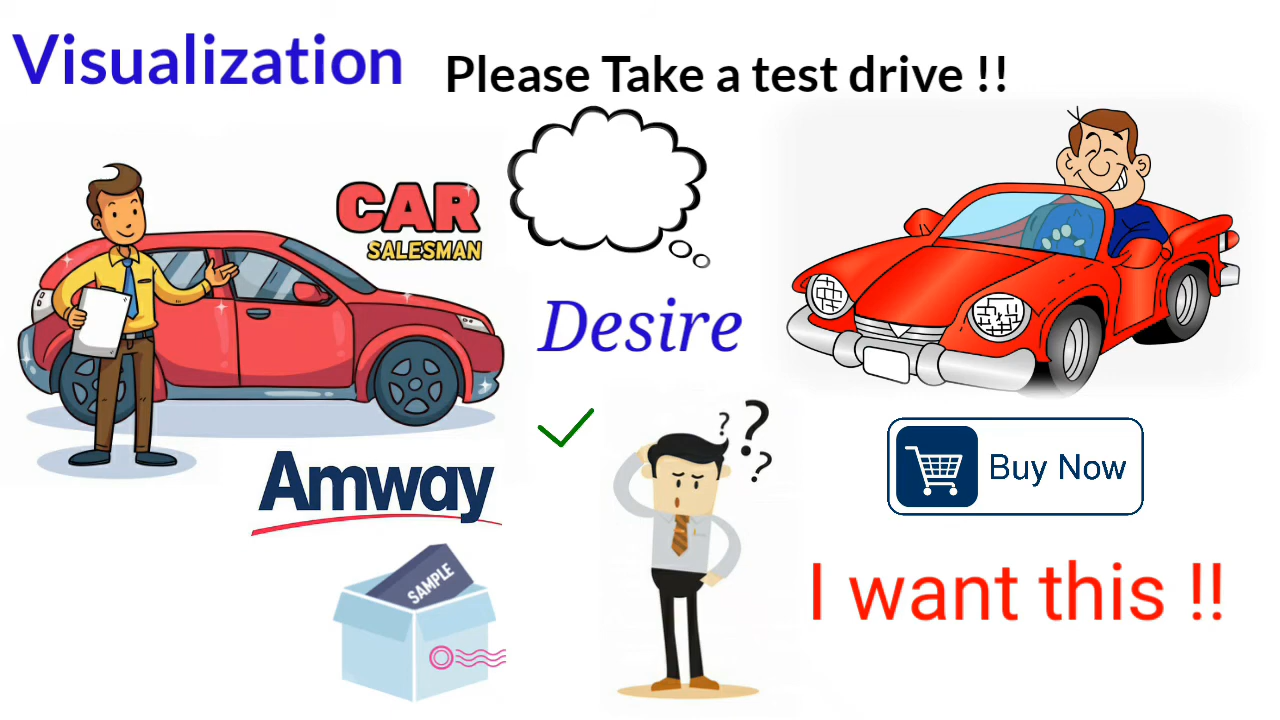 Visualization
Please Take a test drive !!
CAR
SALESMAN
Desire
? ? ?
Amway
Buy Now
SAMPLE
I want this !!